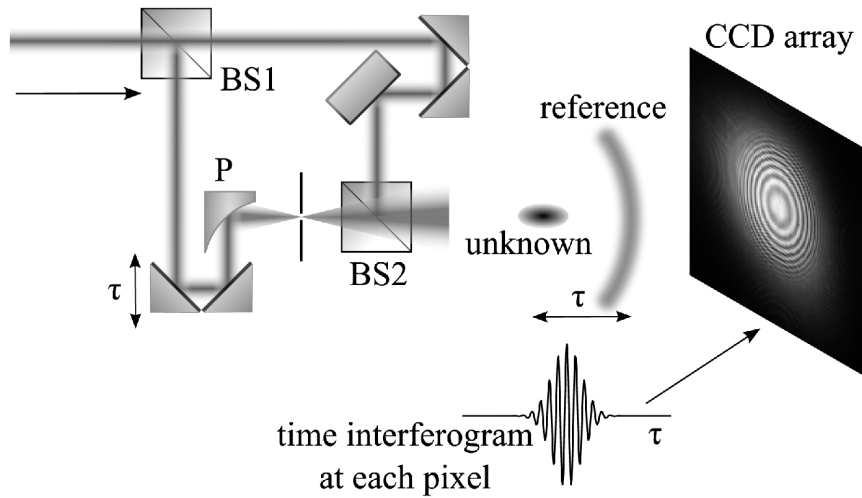 CCD array
BS1
reference
P
unknown
BS2
τ
τ
time interferogram
at each pixel
τ